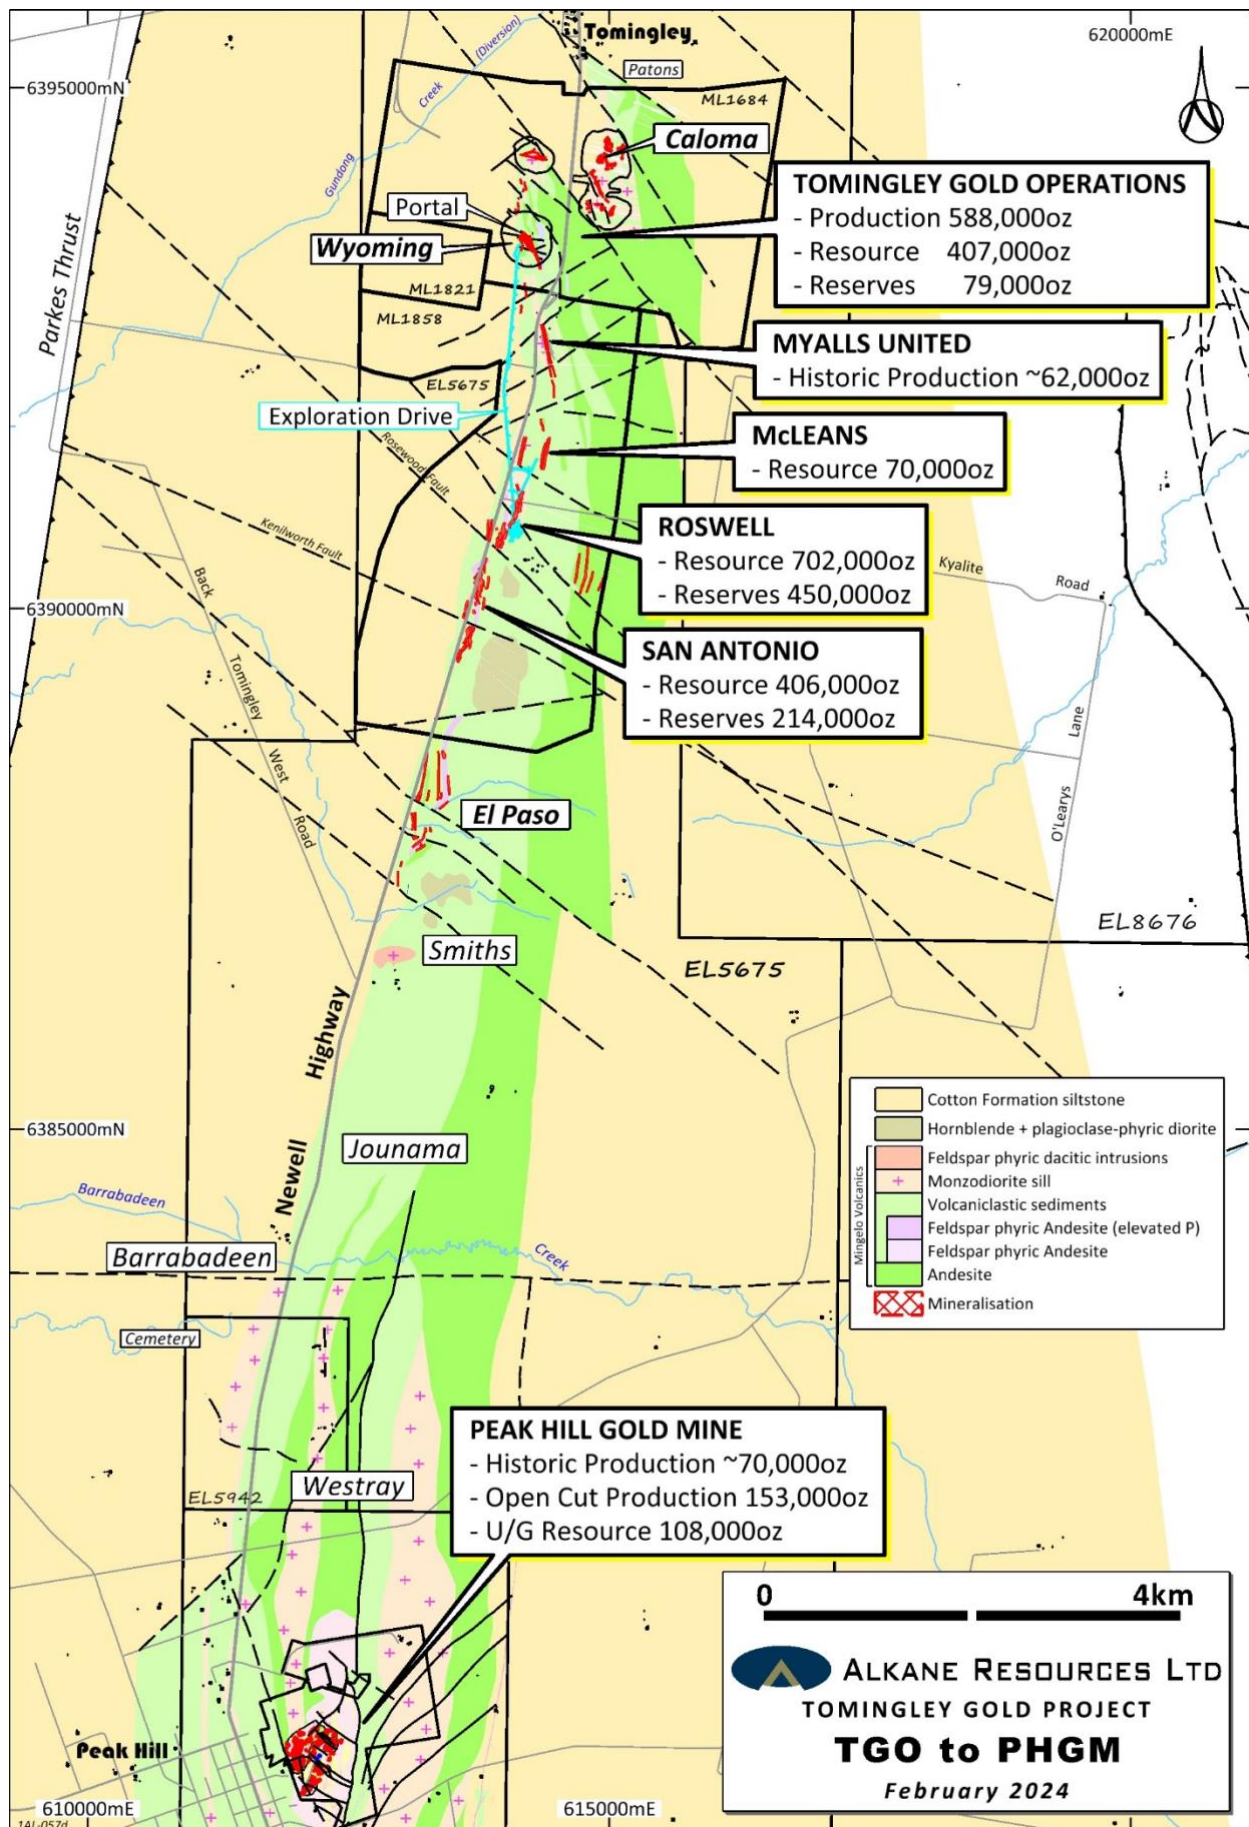 Tomingley
620000mE
(Diversion)
Patons
6395000mN
Creek
ML1684
Caloma
Gundong
TOMINGLEY GOLD OPERATIONS
- Production 588,000oz
- Resource 407,000oz
- Reserves 79,000oz
Portal
Wyoming
Parkes Thrust
ML1821
ML1858
MYALLS UNITED
- Historic Production ~62,000oz
EL5675
Exploration Drive
McLEANS
- Resource 70,000oz
Rosewood Fault
ROSWELL
- Resource 702,000oz
- Reserves 450,000oz
Kenilworth Fault
Kyalite Road
Back Tomingley West Road
6390000mN
SAN ANTONIO
- Resource 406,000oz
- Reserves 214,000oz
O'Learys Lane
El Paso
EL8676
Smiths
EL5675
Newell Highway
Cotton Formation siltstone
Hornblende + plagioclase-phyric diorite
Mingelo Volcanics
Feldspar phyric dacitic intrusions
Monzodiorite sill
Volcaniclastic sediments
Feldspar phyric Andesite (elevated P)
Feldspar phyric Andesite
Andesite
Mineralisation
6385000mN
Jounama
Barrabadeen
Creek
Barrabadeen
Cemetery
PEAK HILL GOLD MINE
- Historic Production ~70,000oz
- Open Cut Production 153,000oz
- U/G Resource 108,000oz
Westray
EL5942
0 4km
ALKANE RESOURCES LTD
TOMINGLEY GOLD PROJECT
TGO to PHGM
February 2024
Peak Hill
610000mE
615000mE
1AL-057d